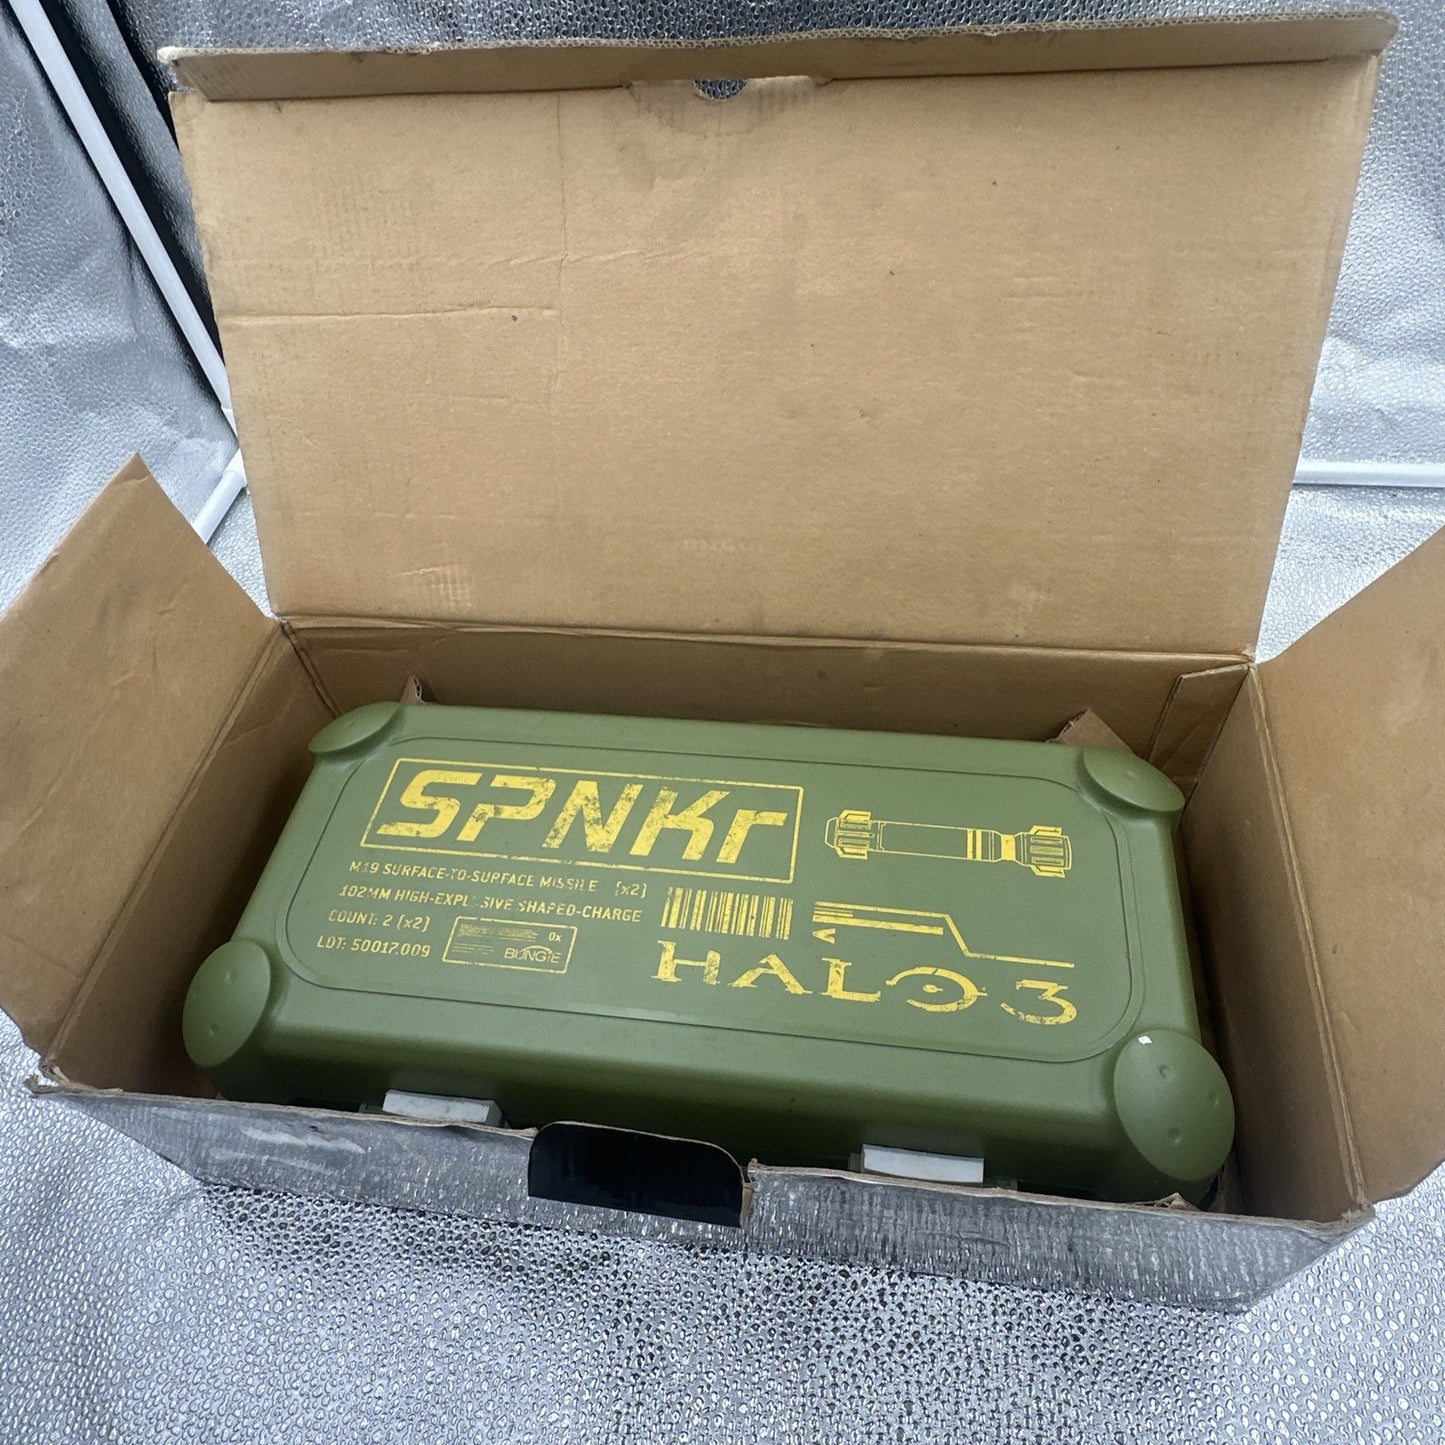 SPNKr
M19 SURFACE-TO-SURFACE MISSILE [x2]
102MM HIGH-EXPLOSIVE SHAPED-CHARGE
COUNT: 2 [x2]
LOT: 50017.009
0x
BUNGIE
HALO 3